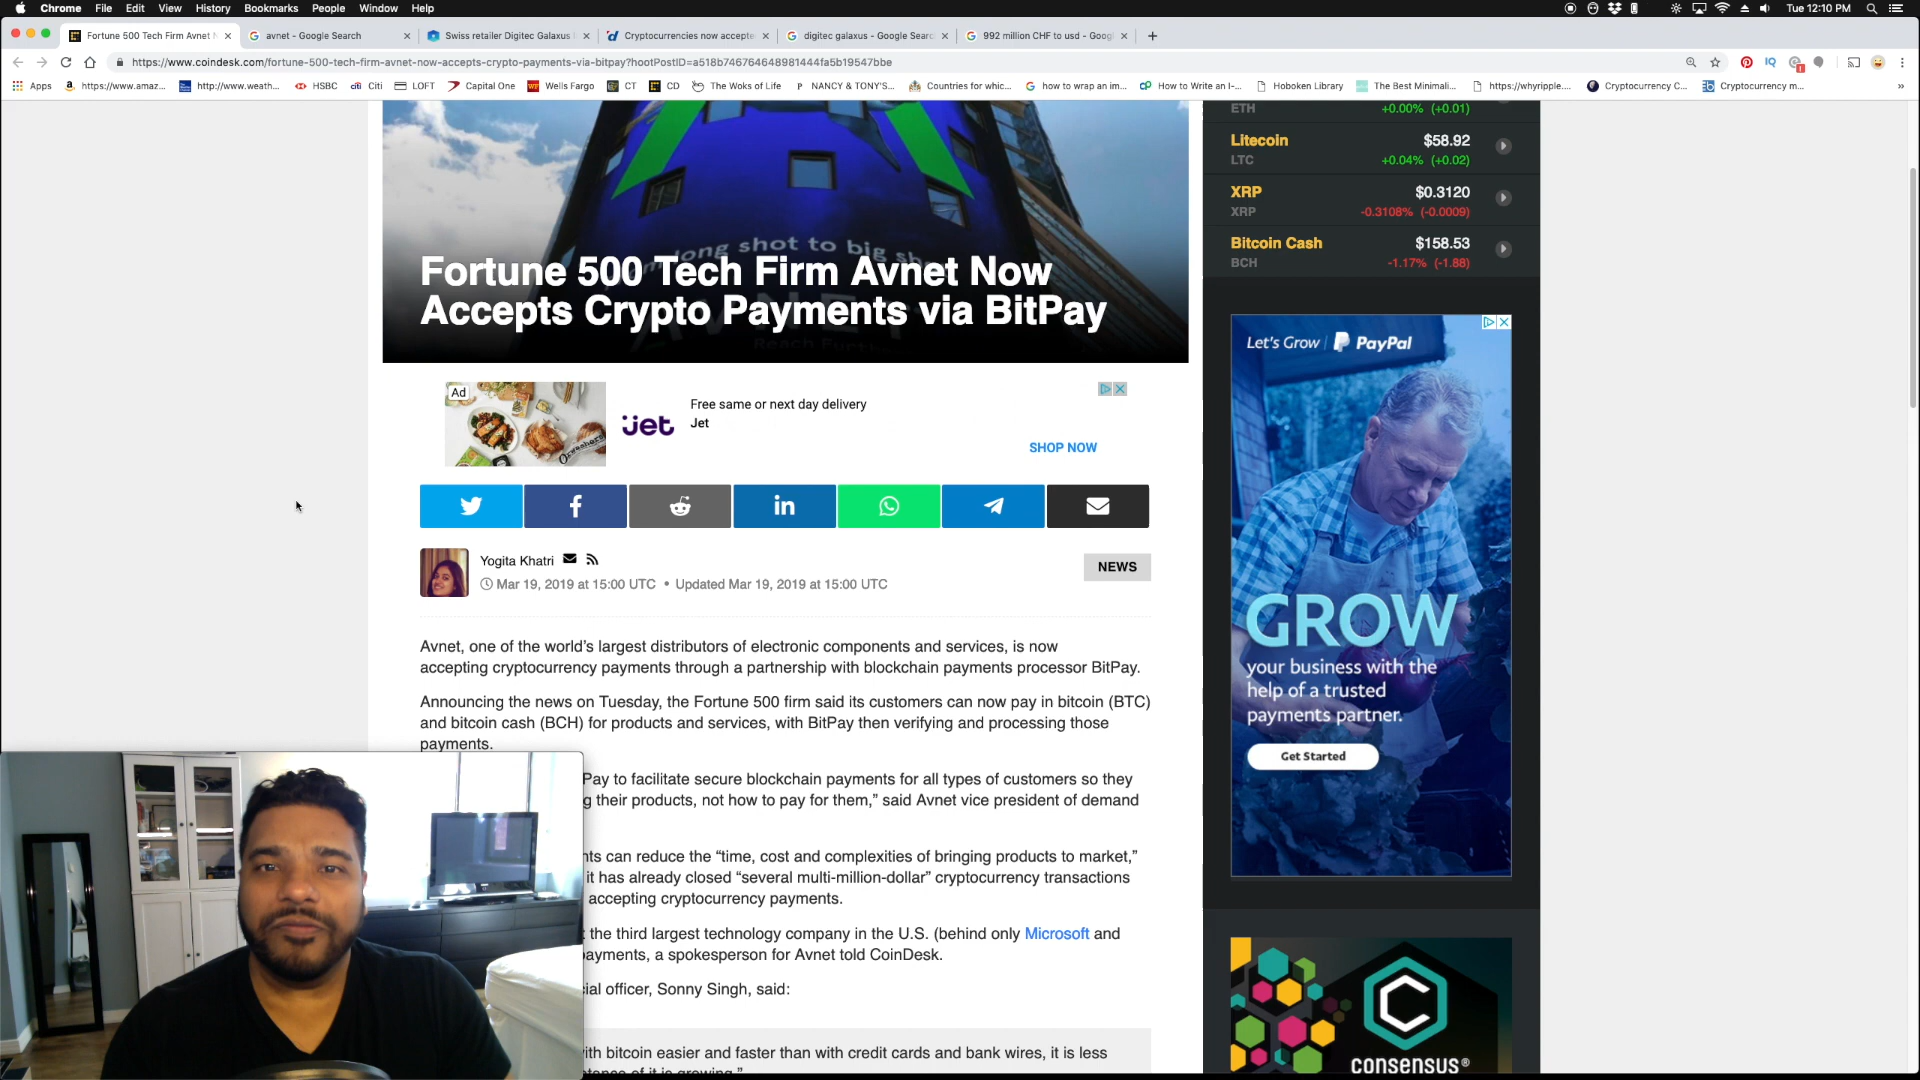 Chrome File Edit View History Bookmarks People Window Help Tue 12:10 PM
Fortune 500 Tech Firm Avnet N avnet - Google Search Swiss retailer Digitec Galaxus Cryptocurrencies now accepte digitec galaxus - Google Searc 992 million CHF to usd - Goog
https://www.coindesk.com/fortune-500-tech-firm-avnet-now-accepts-crypto-payments-via-bitpay?hootPostID=a518b746764648981444fa5b19547bbe
Apps https://www.amaz... http://www.weath... HSBC citi Citi LOFT Capital One Wells Fargo CT CD The Woks of Life P NANCY & TONY'S... Countries for whic... how to wrap an im... How to Write an I-... Hoboken Library The Best Minimali... https://whyripple.... Cryptocurrency C... Cryptocurrency m...
ETH +0.00% (+0.01)
Litecoin $58.92
LTC +0.04% (+0.02)
XRP $0.3120
XRP -0.3108% (-0.0009)
Bitcoin Cash $158.53
BCH -1.17% (-1.88)
long shot to big sh
Fortune 500 Tech Firm Avnet Now
Accepts Crypto Payments via BitPay
Ad
jet
Free same or next day delivery
Jet
SHOP NOW
Yogita Khatri
Mar 19, 2019 at 15:00 UTC • Updated Mar 19, 2019 at 15:00 UTC
NEWS
Avnet, one of the world's largest distributors of electronic components and services, is now
accepting cryptocurrency payments through a partnership with blockchain payments processor BitPay.
Announcing the news on Tuesday, the Fortune 500 firm said its customers can now pay in bitcoin (BTC)
and bitcoin cash (BCH) for products and services, with BitPay then verifying and processing those
payments.
Pay to facilitate secure blockchain payments for all types of customers so they
g their products, not how to pay for them," said Avnet vice president of demand
nts can reduce the "time, cost and complexities of bringing products to market,"
it has already closed "several multi-million-dollar" cryptocurrency transactions
accepting cryptocurrency payments.
the third largest technology company in the U.S. (behind only Microsoft and
payments, a spokesperson for Avnet told CoinDesk.
ial officer, Sonny Singh, said:
ith bitcoin easier and faster than with credit cards and bank wires, it is less
Let's Grow | PayPal
GROW
your business with the
help of a trusted
payments partner.
Get Started
consensus®